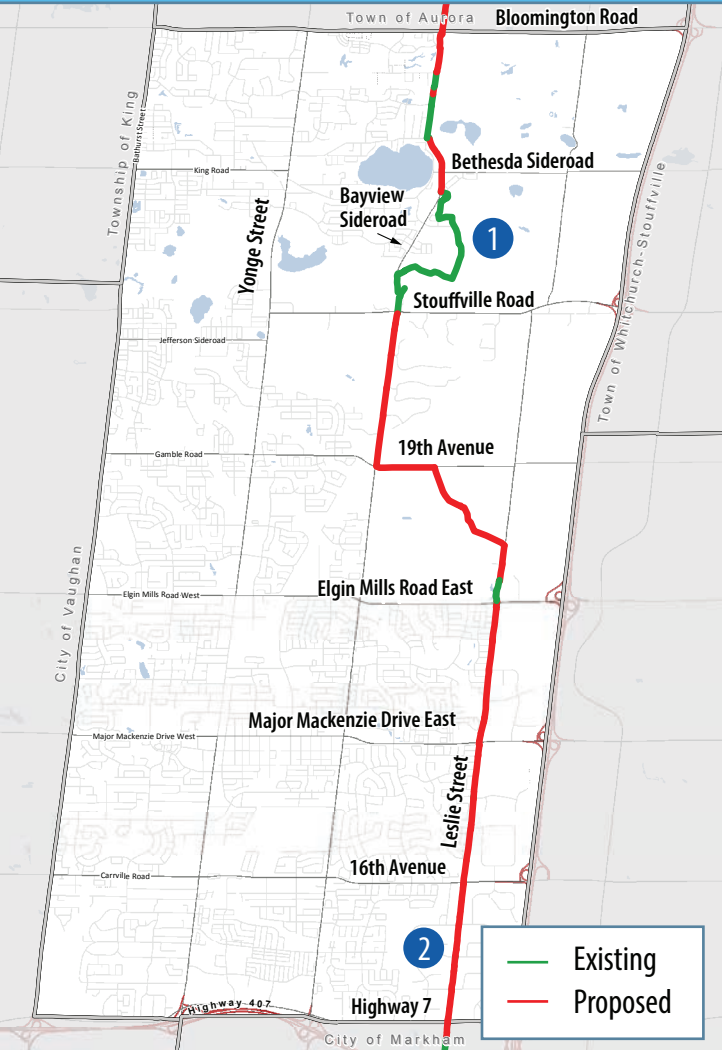 Town of Aurora
Bloomington Road
Township of King
Bathurst Street
King Road
Bethesda Sideroad
Bayview
Sideroad
1
Yonge Street
Town of Whitchurch-Stouffville
Stouffville Road
Jefferson Sideroad
19th Avenue
Gamble Road
City of Vaughan
Elgin Mills Road East
Elgin Mills Road West
Major Mackenzie Drive East
Major Mackenzie Drive West
Leslie Street
16th Avenue
Carrville Road
2
Existing
Proposed
Highway 407
Highway 7
City of Markham